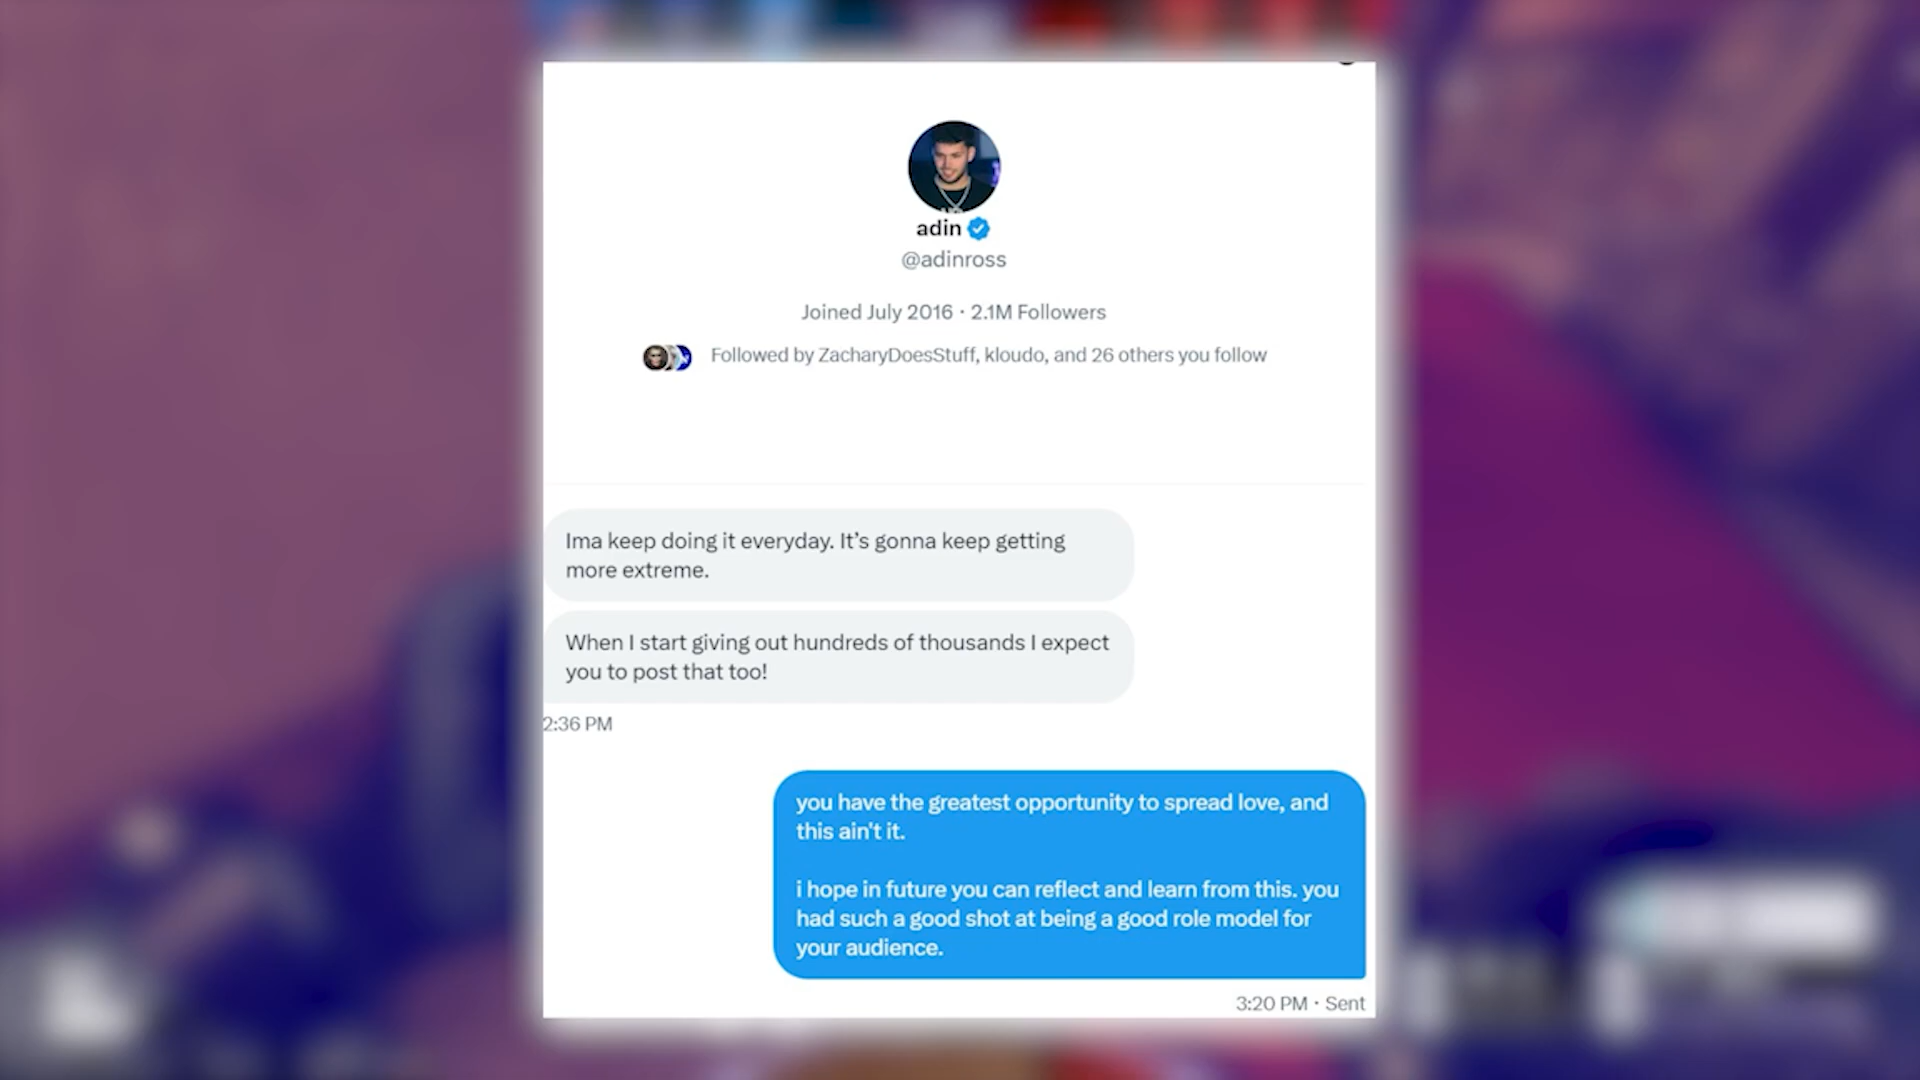 adin
@adinross
Joined July 2016 · 2.1M Followers
Followed by ZacharyDoesStuff, kloudo, and 26 others you follow
Ima keep doing it everyday. It’s gonna keep getting
more extreme.
When I start giving out hundreds of thousands I expect
you to post that too!
2:36 PM
you have the greatest opportunity to spread love, and
this ain't it.
i hope in future you can reflect and learn from this. you
had such a good shot at being a good role model for
your audience.
3:20 PM · Sent